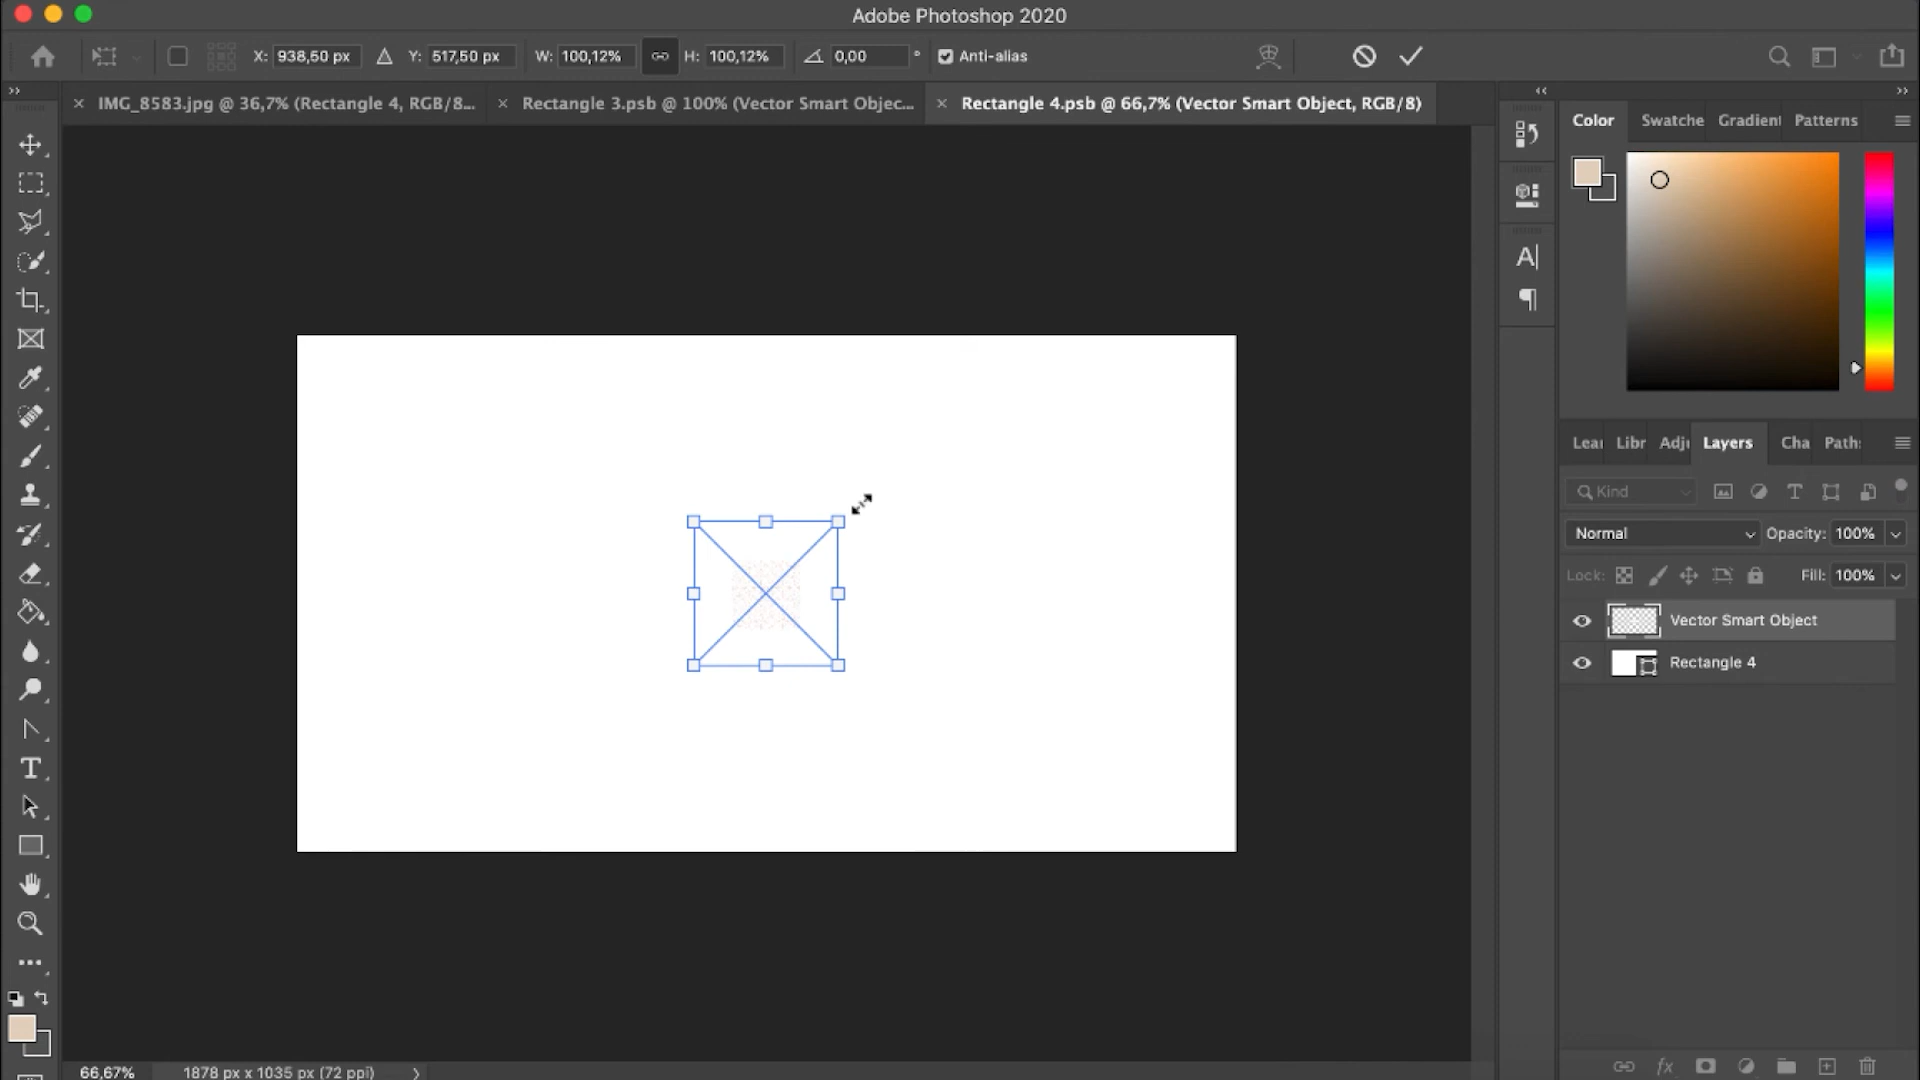 Adobe Photoshop 2020
X: 938,50 px Y: 517,50 px W: 100,12% H: 100,12% 0,00 ° Anti-alias
IMG_8583.jpg @ 36,7% (Rectangle 4, RGB/8... Rectangle 3.psb @ 100% (Vector Smart Objec... Rectangle 4.psb @ 66,7% (Vector Smart Object, RGB/8)
Color Swatche Gradient Patterns
Lear Libr Adju Layers Cha Paths
Kind
Normal Opacity: 100%
Lock: Fill: 100%
Vector Smart Object
Rectangle 4
66,67% 1878 px x 1035 px (72 ppi)